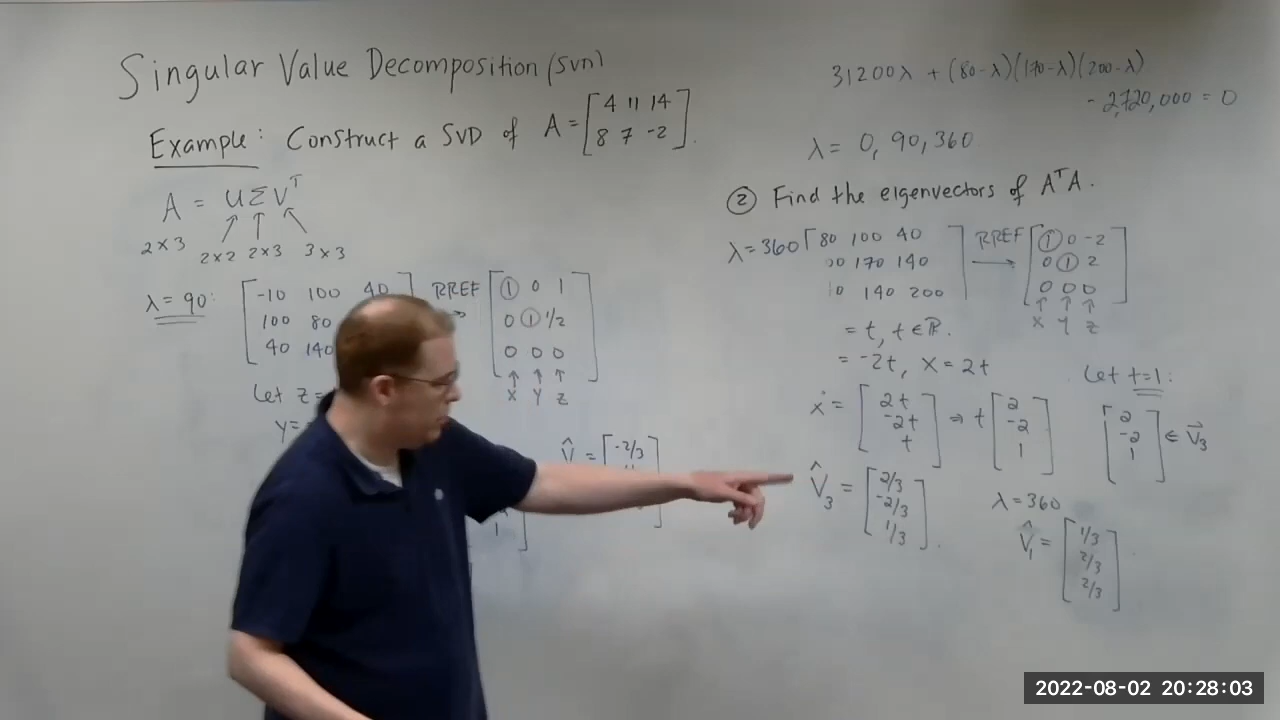 Singular Value Decomposition (SVD)
Example: Construct a SVD of A = [4 11 14
8 7 -2].
A = UΣV^T
2×3 2×2 2×3 3×3
λ = 90: [-10 100 40
100 80
40 140
RREF [1 0 1
0 1 1/2
0 0 0]
↑ ↑ ↑
X Y Z
Let z =
y =
1]
V̂ = [-2/3
31200λ + (80-λ)(170-λ)(200-λ)
- 2,720,000 = 0
λ = 0, 90, 360
② Find the eigenvectors of A^TA.
λ = 360 [80 100 40
170 140
140 200]
RREF → [1 0 -2
0 1 2
0 0 0]
↑ ↑ ↑
X Y Z
= t, t ∈ ℝ.
= -2t, X = 2t
Let t=1:
x = [2t
-2t
t] ⇒ t [2
-2
1]
[2
-2
1] ∈ V⃗₃
V̂₃ = [2/3
-2/3
1/3].
λ = 360
V̂₁ = [1/3
2/3
2/3].
2022-08-02 20:28:03